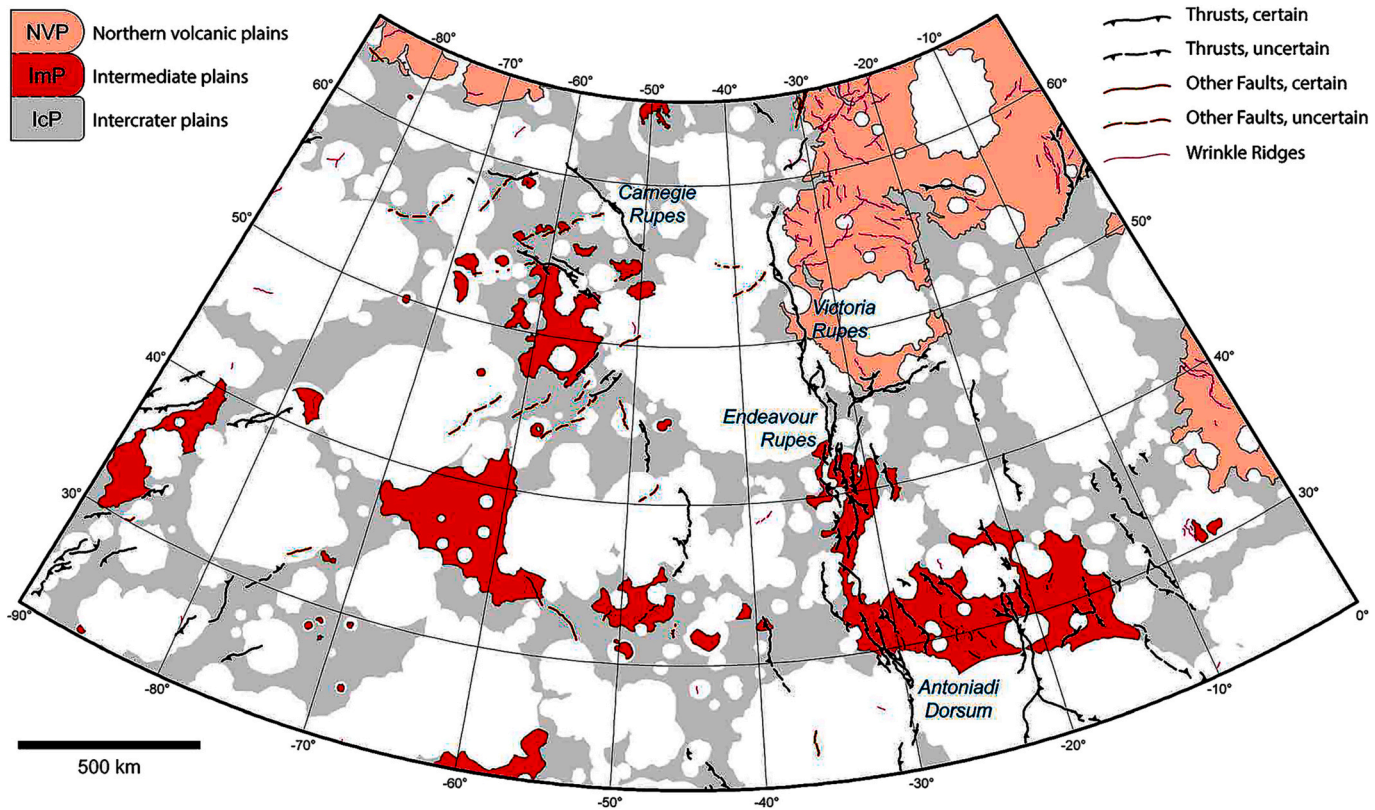 NVP Northern volcanic plains
ImP Intermediate plains
IcP Intercrater plains
Thrusts, certain
Thrusts, uncertain
Other Faults, certain
Other Faults, uncertain
Wrinkle Ridges
-80°
-70°
-60°
-50°
-40°
-30°
-20°
-10°
60°
60°
50°
50°
40°
40°
30°
30°
Carnegie
Rupes
Victoria
Rupes
Endeavour
Rupes
Antoniadi
Dorsum
-90°
-80°
-70°
-60°
-50°
-40°
-30°
-20°
-10°
0°
500 km